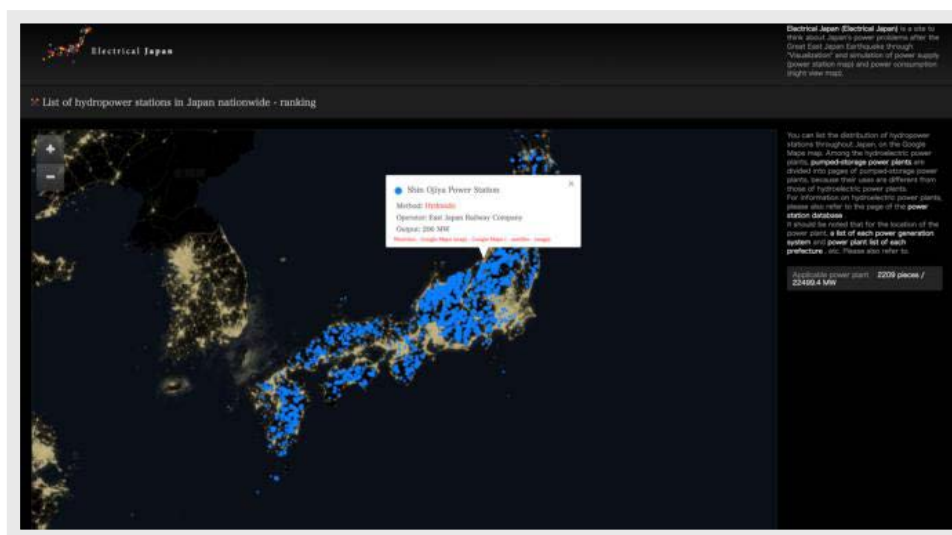 Electrical Japan
Electrical Japan (Electrical Japan) is a site to
think about Japan's power problems after the
Great East Japan Earthquake through
"Visualization" and simulation of power supply
(power station map) and power consumption
(night view map).
List of hydropower stations in Japan nationwide - ranking
+
−
Shin Ojiya Power Station
×
Method: Hydraulic
Operator: East Japan Railway Company
Output: 206 MW
Google Maps
You can list the distribution of hydropower
stations throughout Japan, on the Google
Maps map. Among the hydroelectric power
plants, pumped-storage power plants are
divided into pages of pumped-storage power
plants, because their uses are different from
those of hydroelectric power plants.
For information on hydroelectric power plants,
please also refer to the page of the power
station database
It should be noted that for the location of the
power plant, a list of each power generation
system and power plant list of each
prefecture , etc. Please also refer to.
Applicable power plant 2209 pieces /
22489.4 MW